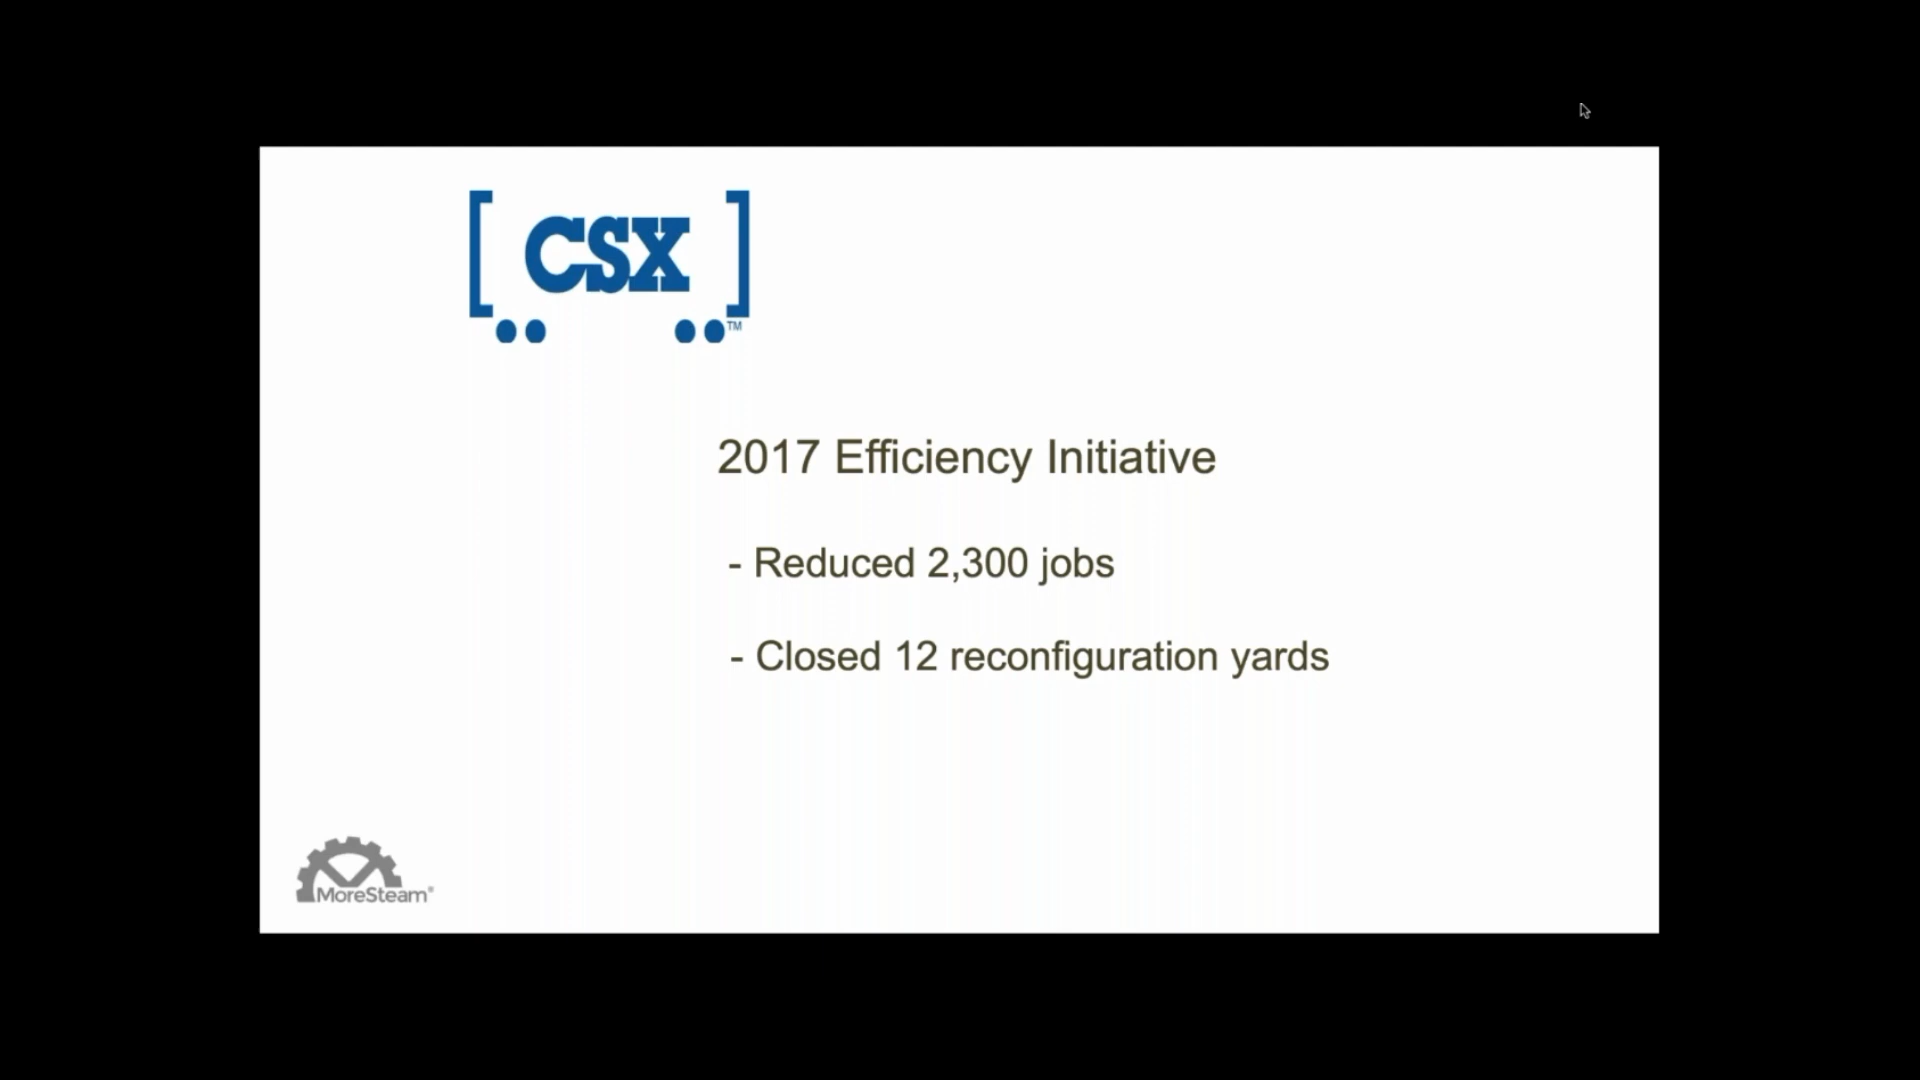 [ CSX ]
TM
2017 Efficiency Initiative
- Reduced 2,300 jobs
- Closed 12 reconfiguration yards
MoreSteam®